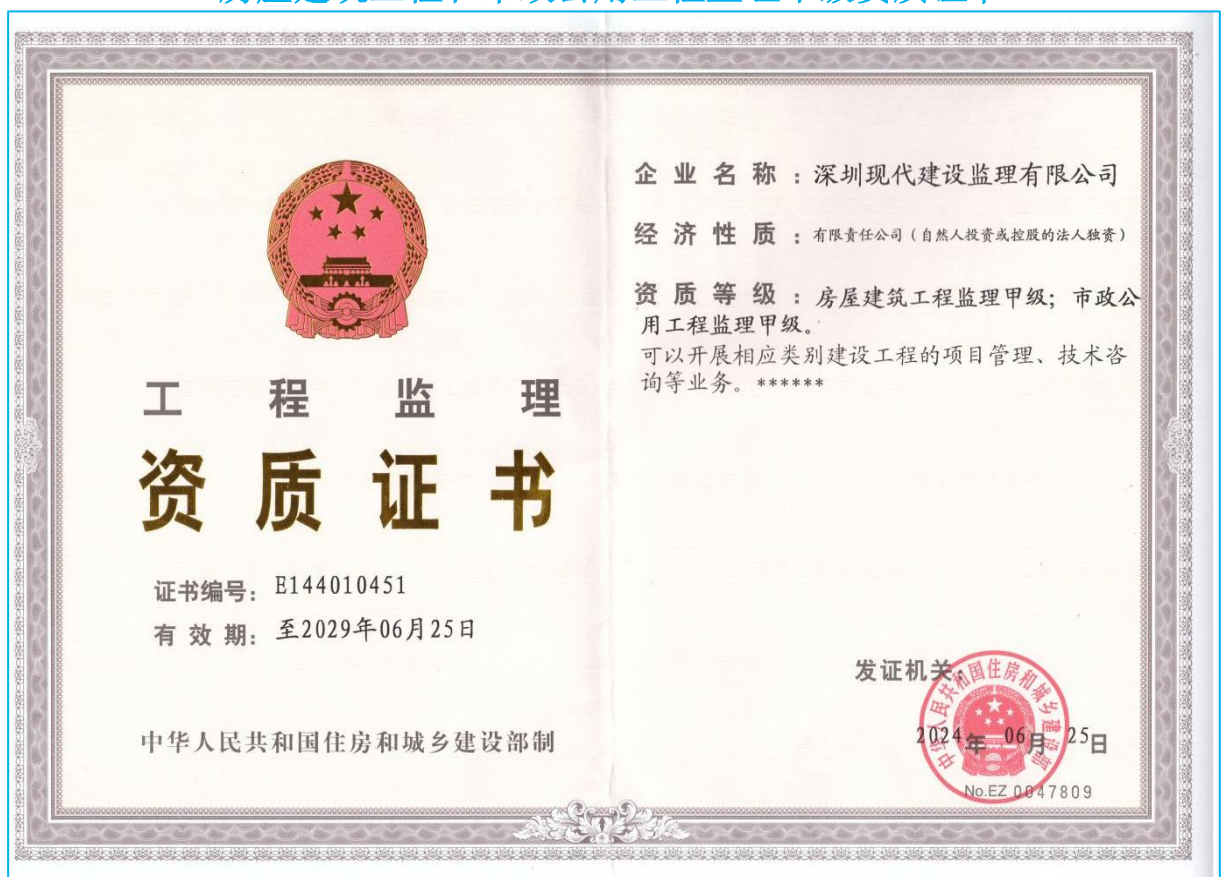 工程监理
资质证书
证书编号：E144010451
有效期：至2029年06月25日
中华人民共和国住房和城乡建设部制
企业名称：深圳现代建设监理有限公司
经济性质：有限责任公司（自然人投资或控股的法人独资）
资质等级：房屋建筑工程监理甲级；市政公
用工程监理甲级。
可以开展相应类别建设工程的项目管理、技术咨
询等业务。******
发证机关：
中华人民共和国住房和城乡建设部
2024年06月25日
No.EZ 0047809